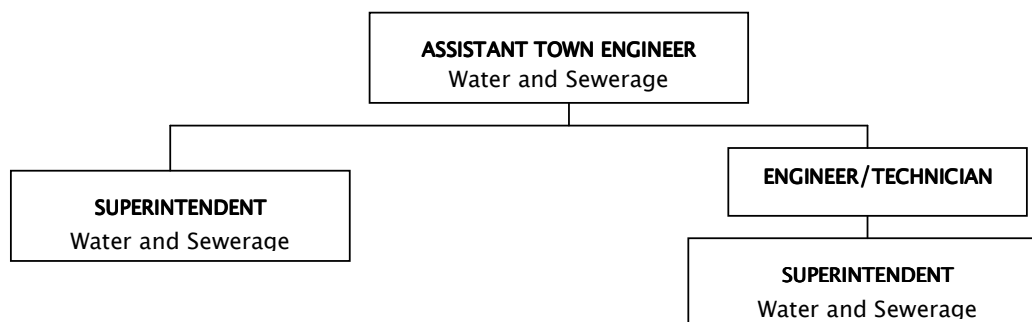 ASSISTANT TOWN ENGINEER
Water and Sewerage
SUPERINTENDENT
Water and Sewerage
ENGINEER/TECHNICIAN
SUPERINTENDENT
Water and Sewerage